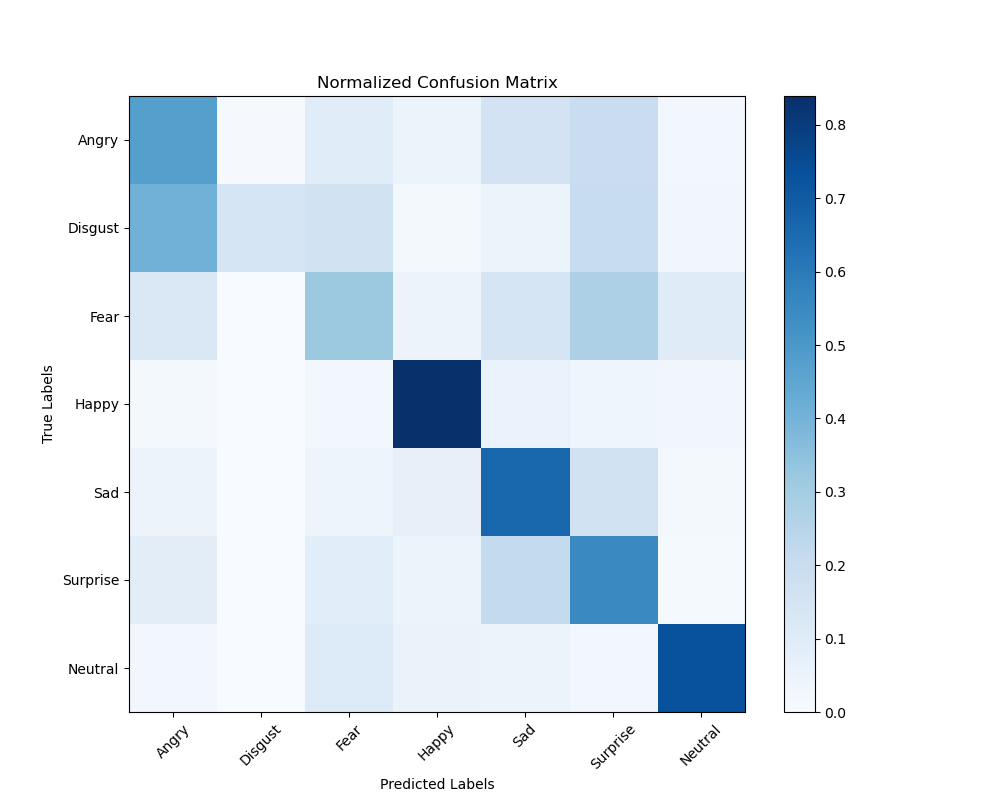 Normalized Confusion Matrix
True Labels
Angry
Disgust
Fear
Happy
Sad
Surprise
Neutral
Angry
Disgust
Fear
Happy
Sad
Surprise
Neutral
Predicted Labels
0.8
0.7
0.6
0.5
0.4
0.3
0.2
0.1
0.0